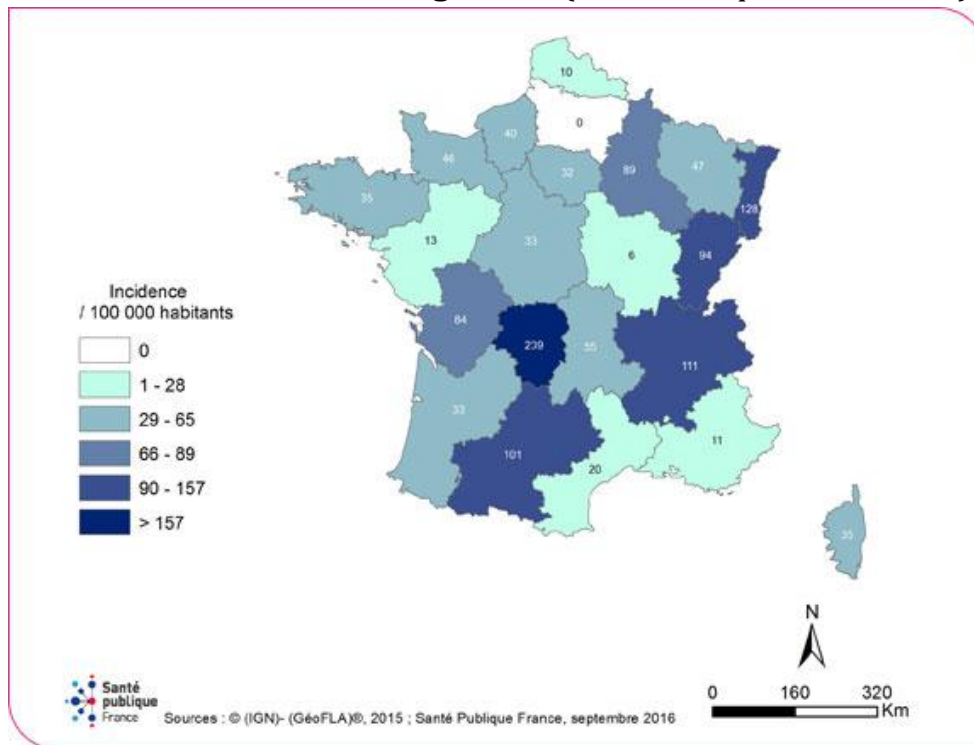 10
0
40
46
32
89
47
128
35
13
33
6
94
84
239
55
111
33
101
20
11
35
Incidence
/ 100 000 habitants
0
1 - 28
29 - 65
66 - 89
90 - 157
> 157
N
0 160 320
Km
Santé
publique
France
Sources : © (IGN)- (GéoFLA)®, 2015 ; Santé Publique France, septembre 2016